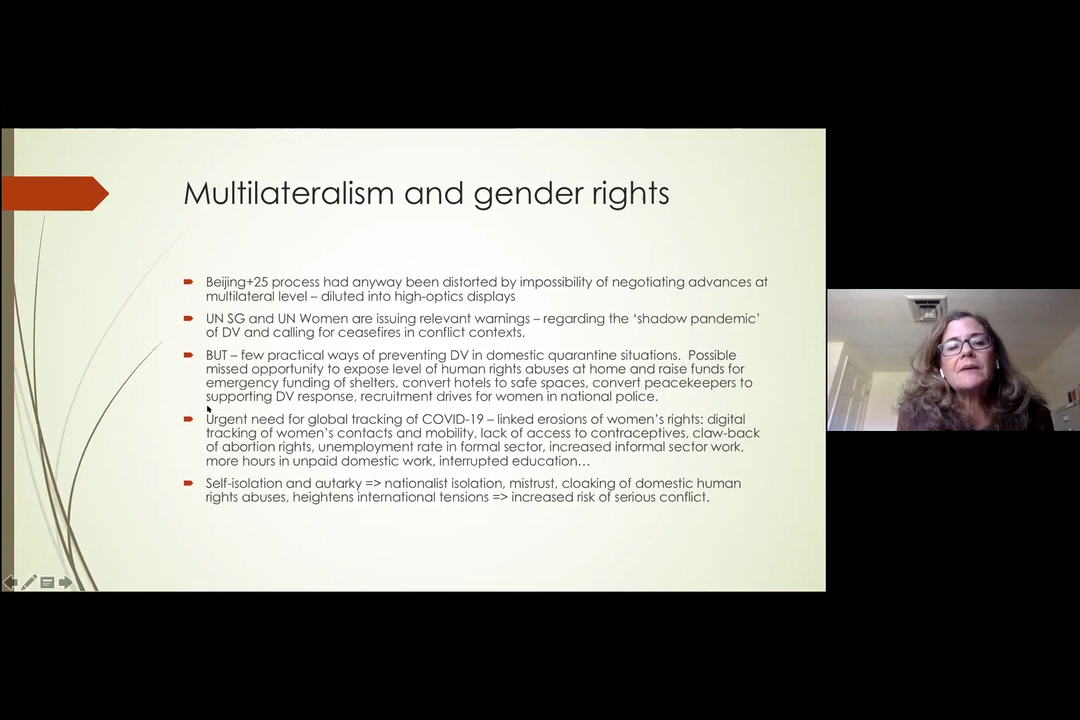 Multilateralism and gender rights
Beijing+25 process had anyway been distorted by impossibility of negotiating advances at
multilateral level – diluted into high-optics displays
UN SG and UN Women are issuing relevant warnings – regarding the ‘shadow pandemic’
of DV and calling for ceasefires in conflict contexts.
BUT – few practical ways of preventing DV in domestic quarantine situations. Possible
missed opportunity to expose level of human rights abuses at home and raise funds for
emergency funding of shelters, convert hotels to safe spaces, convert peacekeepers to
supporting DV response, recruitment drives for women in national police.
Urgent need for global tracking of COVID-19 – linked erosions of women’s rights: digital
tracking of women’s contacts and mobility, lack of access to contraceptives, claw-back
of abortion rights, unemployment rate in formal sector, increased informal sector work,
more hours in unpaid domestic work, interrupted education…
Self-isolation and autarky => nationalist isolation, mistrust, cloaking of domestic human
rights abuses, heightens international tensions => increased risk of serious conflict.